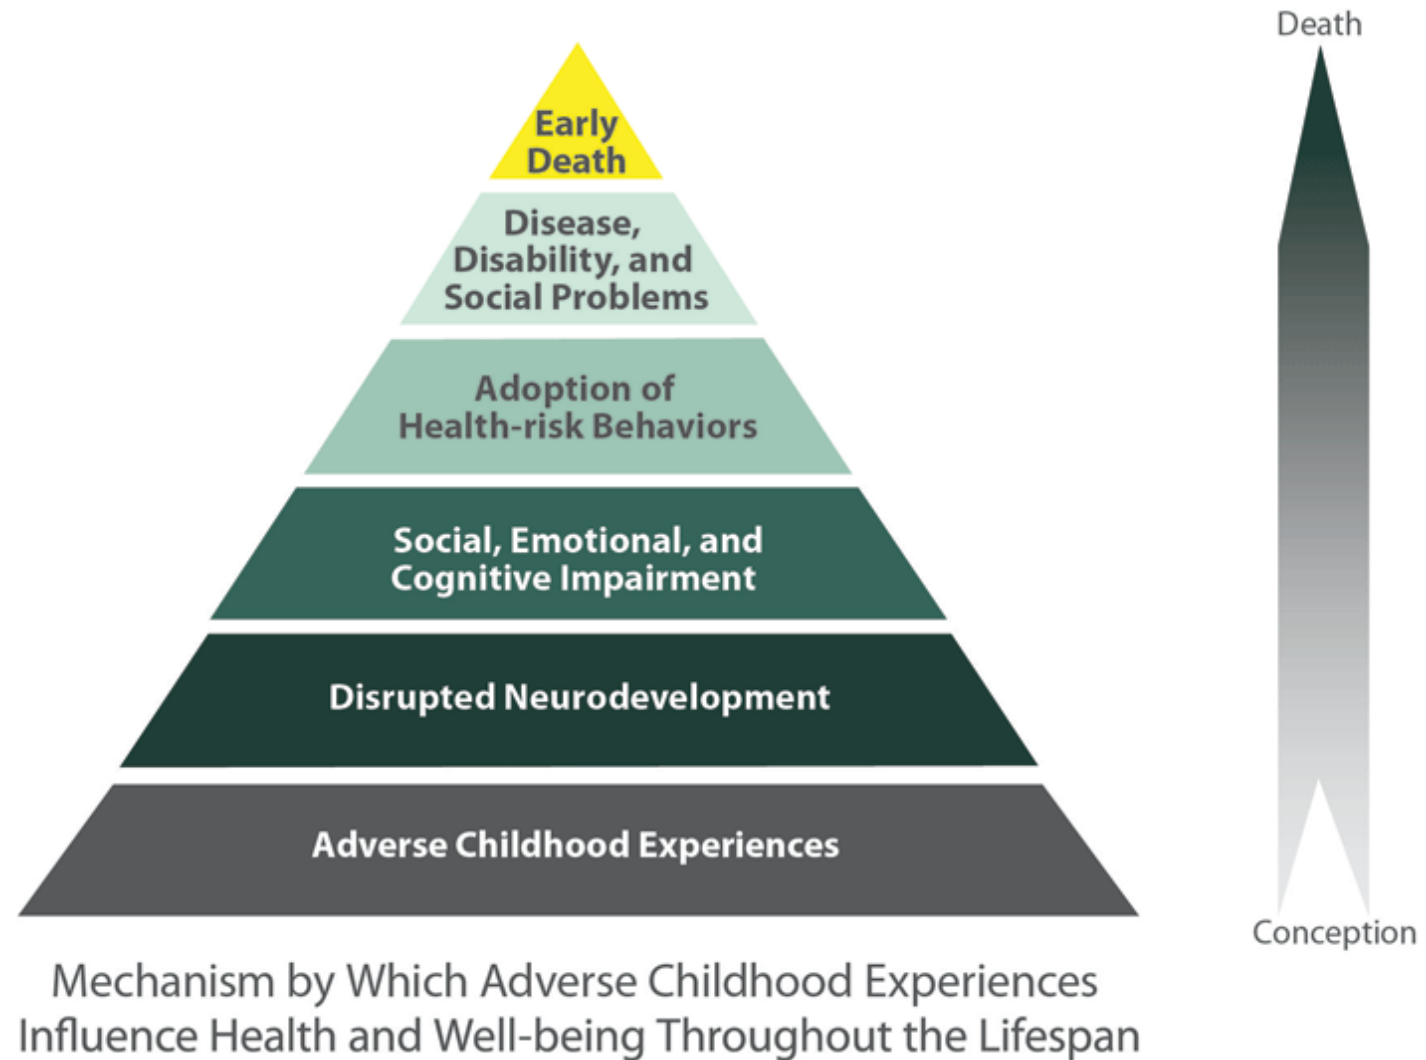 Death
Early
Death
Disease,
Disability, and
Social Problems
Adoption of
Health-risk Behaviors
Social, Emotional, and
Cognitive Impairment
Disrupted Neurodevelopment
Adverse Childhood Experiences
Conception
Mechanism by Which Adverse Childhood Experiences
Influence Health and Well-being Throughout the Lifespan